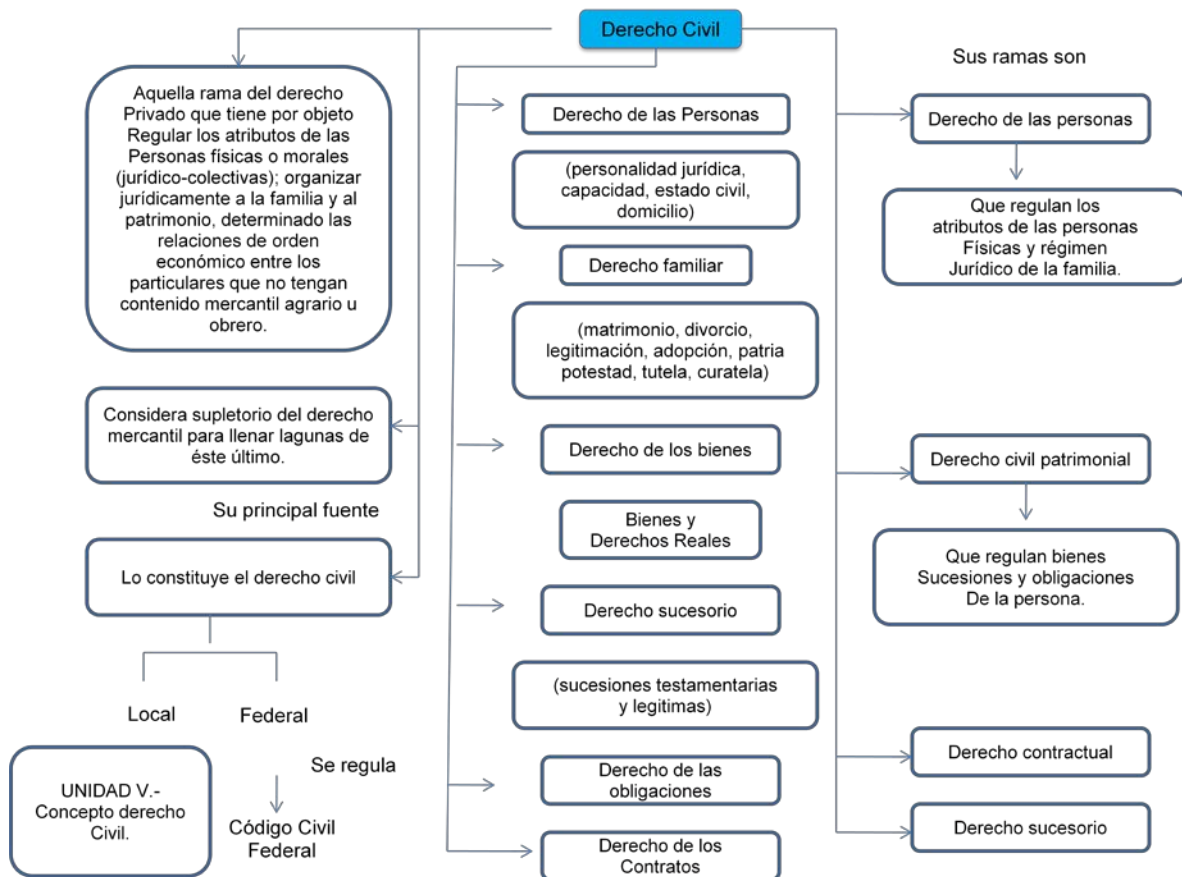 Derecho Civil
Aquella rama del derecho
Privado que tiene por objeto
Regular los atributos de las
Personas físicas o morales
(jurídico-colectivas); organizar
jurídicamente a la familia y al
patrimonio, determinado las
relaciones de orden
económico entre los
particulares que no tengan
contenido mercantil agrario u
obrero.
Considera supletorio del derecho
mercantil para llenar lagunas de
éste último.
Su principal fuente
Lo constituye el derecho civil
Local
Federal
Se regula
Código Civil
Federal
UNIDAD V.-
Concepto derecho
Civil.
Derecho de las Personas
(personalidad jurídica,
capacidad, estado civil,
domicilio)
Derecho familiar
(matrimonio, divorcio,
legitimación, adopción, patria
potestad, tutela, curatela)
Derecho de los bienes
Bienes y
Derechos Reales
Derecho sucesorio
(sucesiones testamentarias
y legitimas)
Derecho de las
obligaciones
Derecho de los
Contratos
Sus ramas son
Derecho de las personas
Que regulan los
atributos de las personas
Físicas y régimen
Jurídico de la familia.
Derecho civil patrimonial
Que regulan bienes
Sucesiones y obligaciones
De la persona.
Derecho contractual
Derecho sucesorio